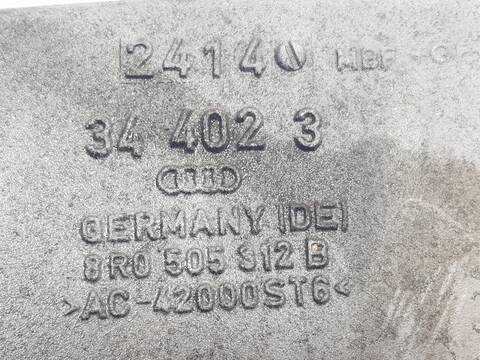 24140
34 402 3
GERMANY (DE)
8R0 505 312 B
>AC-42000ST6<